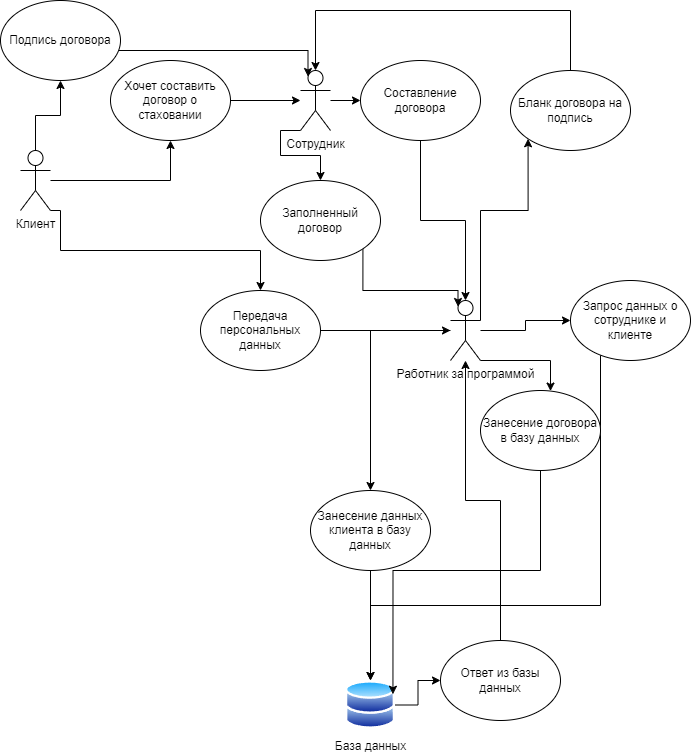 Подпись договора
Хочет составить
договор о
стаховании
Сотрудник
Составление
договора
Бланк договора на
подпись
Клиент
Заполненный
договор
Передача
персональных
данных
Запрос данных о
сотруднике и
клиенте
Работник за программой
Занесение договора
в базу данных
Занесение данных
клиента в базу
данных
Ответ из базы
данных
База данных